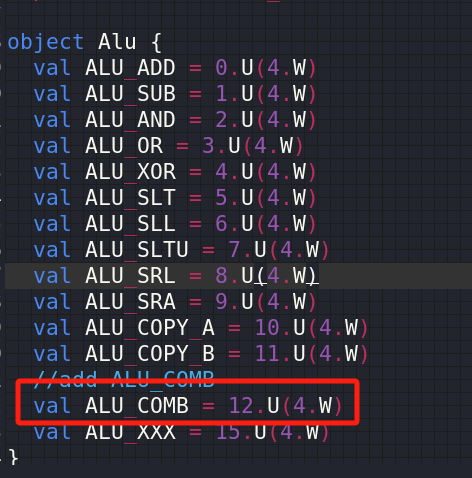 object Alu {
val ALU_ADD = 0.U(4.W)
val ALU_SUB = 1.U(4.W)
val ALU_AND = 2.U(4.W)
val ALU_OR = 3.U(4.W)
val ALU_XOR = 4.U(4.W)
val ALU_SLT = 5.U(4.W)
val ALU_SLL = 6.U(4.W)
val ALU_SLTU = 7.U(4.W)
val ALU_SRL = 8.U(4.W)
val ALU_SRA = 9.U(4.W)
val ALU_COPY_A = 10.U(4.W)
val ALU_COPY_B = 11.U(4.W)
//add ALU_COMB
val ALU_COMB = 12.U(4.W)
val ALU_XXX = 15.U(4.W)
}